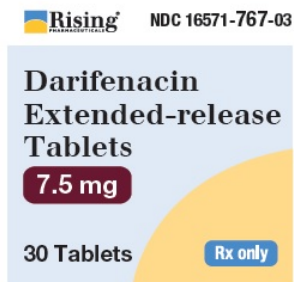 Rising® NDC 16571-767-03
PHARMACEUTICALS
Darifenacin
Extended-release
Tablets
7.5 mg
30 Tablets Rx only